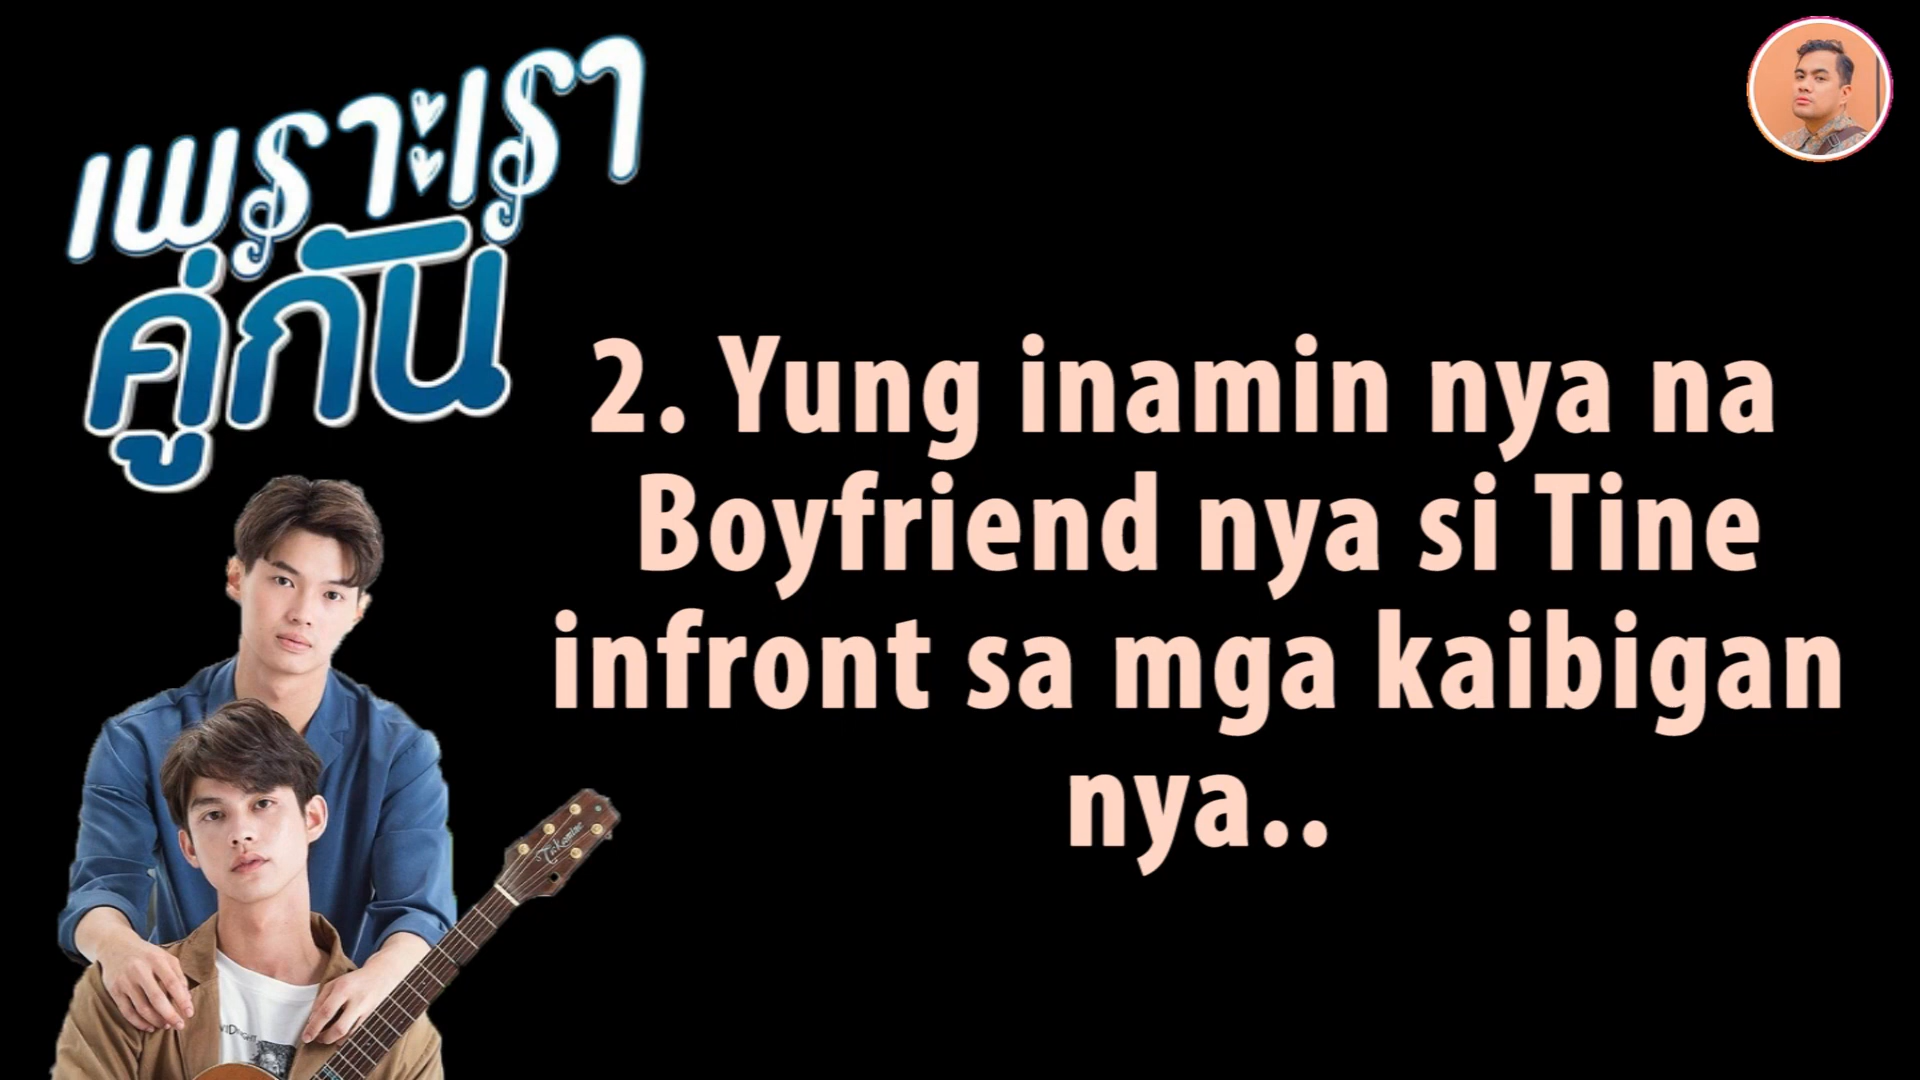 เพราะเรา
คู่กัน
2. Yung inamin nya na
Boyfriend nya si Tine
infront sa mga kaibigan
nya..
Takamine